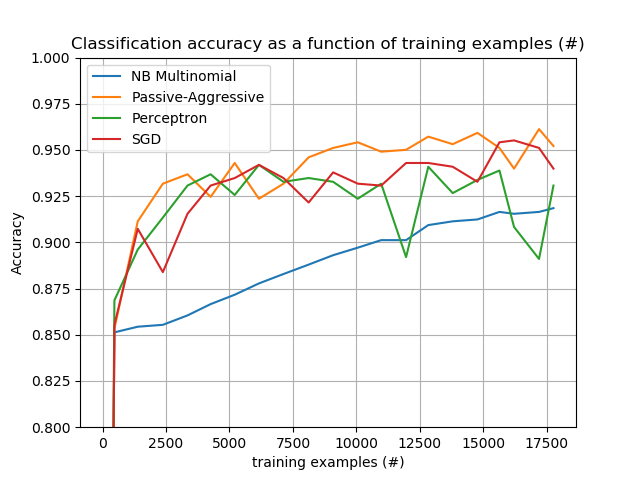 Classification accuracy as a function of training examples (#)
1.000
0.975
0.950
0.925
0.900
0.875
0.850
0.825
0.800
Accuracy
NB Multinomial
Passive-Aggressive
Perceptron
SGD
0 2500 5000 7500 10000 12500 15000 17500
training examples (#)